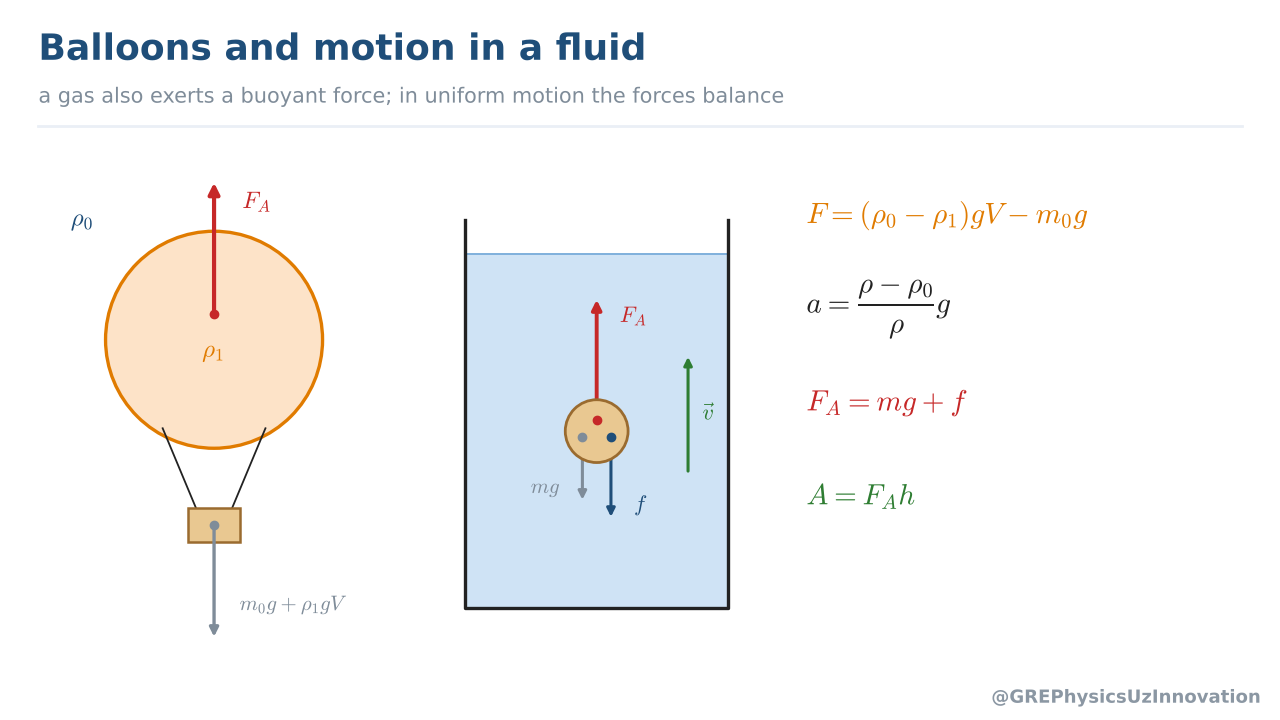 Balloons and motion in a fluid
a gas also exerts a buoyant force; in uniform motion the forces balance
ρ₀
F_A
ρ₁
m₀g + ρ₁gV
F_A
v⃗
mg
f
F = (ρ₀ − ρ₁)gV − m₀g
a = \frac{ρ − ρ₀}{ρ} g
F_A = mg + f
A = F_A h
@GREPhysicsUzInnovation